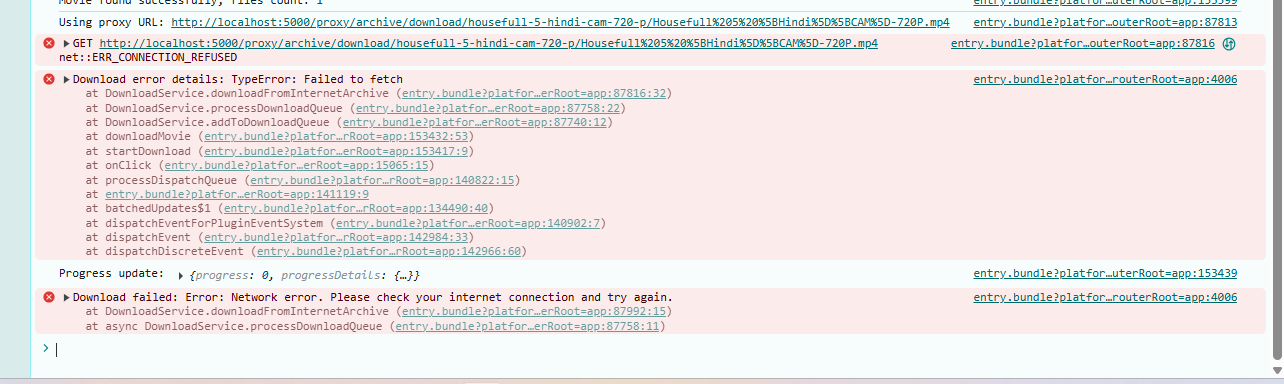 Movie found successfully, files count: 1 entry.bundle?platfor…outerRoot=app:153399
Using proxy URL: http://localhost:5000/proxy/archive/download/housefull-5-hindi-cam-720-p/Housefull%205%20%5BHindi%5D%5BCAM%5D-720P.mp4 entry.bundle?platfor…outerRoot=app:87813
GET http://localhost:5000/proxy/archive/download/housefull-5-hindi-cam-720-p/Housefull%205%20%5BHindi%5D%5BCAM%5D-720P.mp4 entry.bundle?platfor…outerRoot=app:87816
net::ERR_CONNECTION_REFUSED
Download error details: TypeError: Failed to fetch entry.bundle?platfor…routerRoot=app:4006
at DownloadService.downloadFromInternetArchive (entry.bundle?platfor…erRoot=app:87816:32)
at DownloadService.processDownloadQueue (entry.bundle?platfor…erRoot=app:87758:22)
at DownloadService.addToDownloadQueue (entry.bundle?platfor…erRoot=app:87740:12)
at downloadMovie (entry.bundle?platfor…rRoot=app:153432:53)
at startDownload (entry.bundle?platfor…rRoot=app:153417:9)
at onClick (entry.bundle?platfor…erRoot=app:15065:15)
at processDispatchQueue (entry.bundle?platfor…rRoot=app:140822:15)
at entry.bundle?platfor…rRoot=app:141119:9
at batchedUpdates$1 (entry.bundle?platfor…rRoot=app:134490:40)
at dispatchEventForPluginEventSystem (entry.bundle?platfor…rRoot=app:140902:7)
at dispatchEvent (entry.bundle?platfor…rRoot=app:142984:33)
at dispatchDiscreteEvent (entry.bundle?platfor…rRoot=app:142966:60)
Progress update: {progress: 0, progressDetails: {…}} entry.bundle?platfor…uterRoot=app:153439
Download failed: Error: Network error. Please check your internet connection and try again. entry.bundle?platfor…routerRoot=app:4006
at DownloadService.downloadFromInternetArchive (entry.bundle?platfor…erRoot=app:87992:15)
at async DownloadService.processDownloadQueue (entry.bundle?platfor…erRoot=app:87758:11)